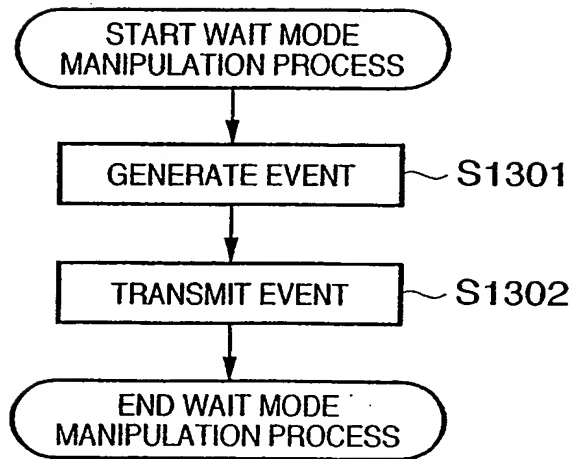 START WAIT MODE
MANIPULATION PROCESS
GENERATE EVENT
S1301
TRANSMIT EVENT
S1302
END WAIT MODE
MANIPULATION PROCESS